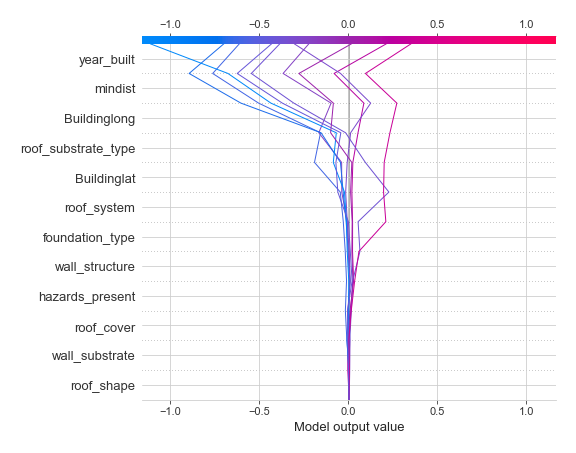 −1.0 −0.5 0.0 0.5 1.0
year_built
mindist
Buildinglong
roof_substrate_type
Buildinglat
roof_system
foundation_type
wall_structure
hazards_present
roof_cover
wall_substrate
roof_shape
−1.0 −0.5 0.0 0.5 1.0
Model output value